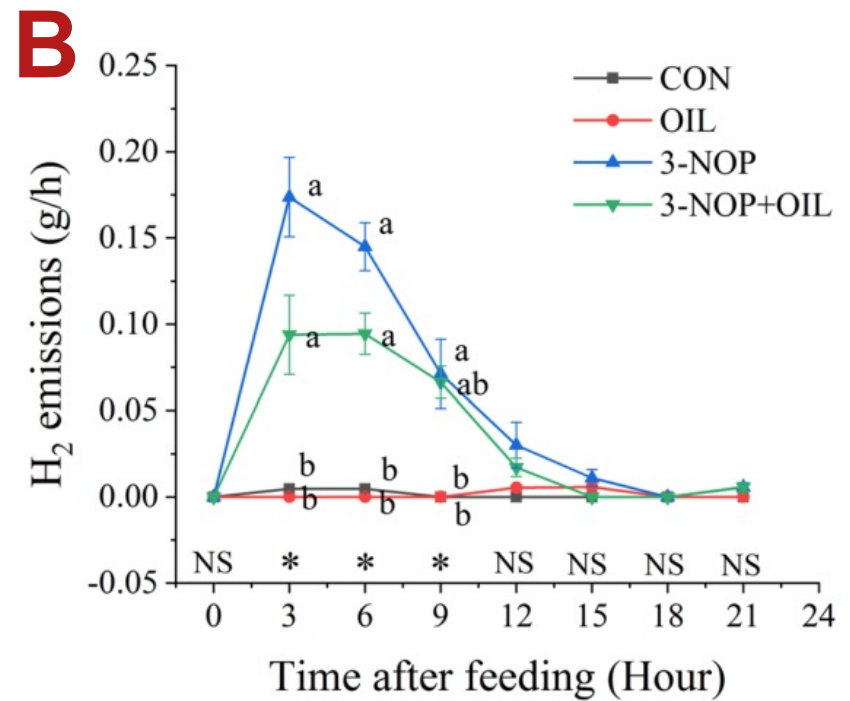 B
H2 emissions (g/h)
0.25
0.20
0.15
0.10
0.05
0.00
-0.05
CON
OIL
3-NOP
3-NOP+OIL
a
a
a
a
a
ab
b
b
b
b
b
b
NS * * * NS NS NS NS
0 3 6 9 12 15 18 21 24
Time after feeding (Hour)